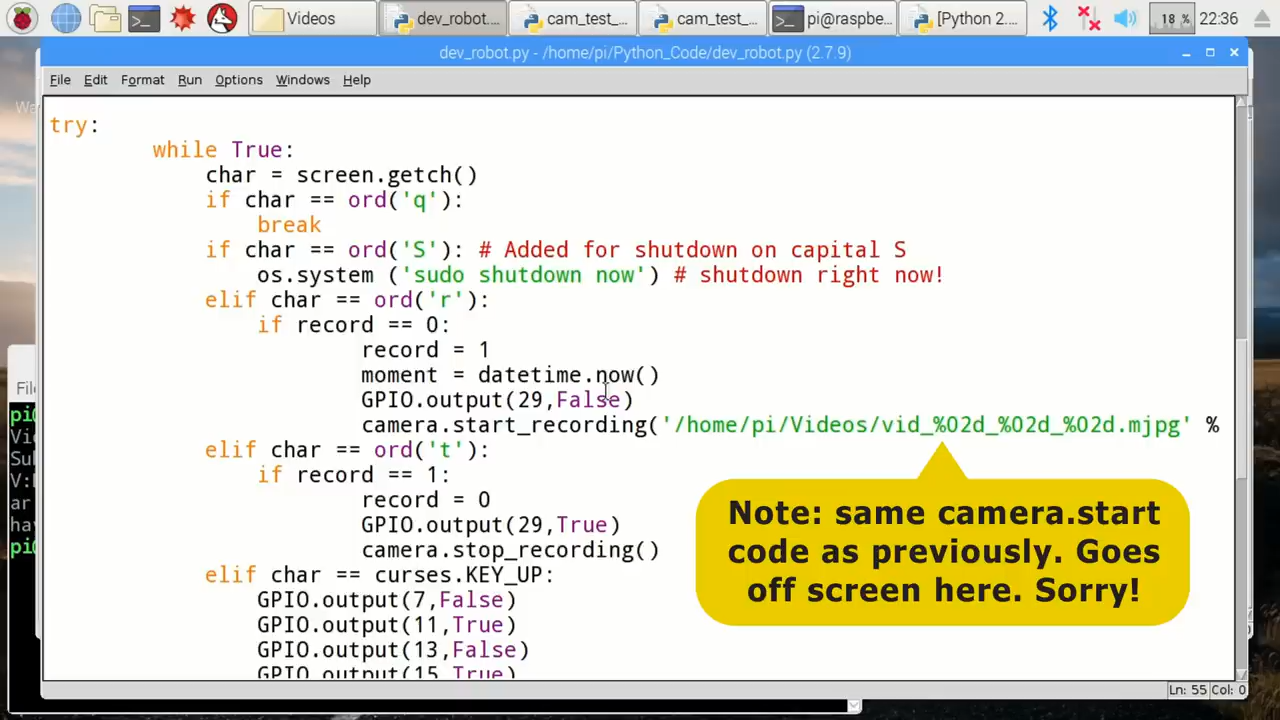 Videos
dev_robot....
cam_test_...
cam_test_...
pi@raspbe...
[Python 2....
18 %
22:36
dev_robot.py - /home/pi/Python_Code/dev_robot.py (2.7.9)
File Edit Format Run Options Windows Help
try:
while True:
char = screen.getch()
if char == ord('q'):
break
if char == ord('S'): # Added for shutdown on capital S
os.system ('sudo shutdown now') # shutdown right now!
elif char == ord('r'):
if record == 0:
record = 1
moment = datetime.now()
GPIO.output(29,False)
camera.start_recording('/home/pi/Videos/vid_%02d_%02d_%02d.mjpg' %
elif char == ord('t'):
if record == 1:
record = 0
GPIO.output(29,True)
camera.stop_recording()
elif char == curses.KEY_UP:
GPIO.output(7,False)
GPIO.output(11,True)
GPIO.output(13,False)
GPIO.output(15,True)
Note: same camera.start
code as previously. Goes
off screen here. Sorry!
Ln: 55 Col: 0